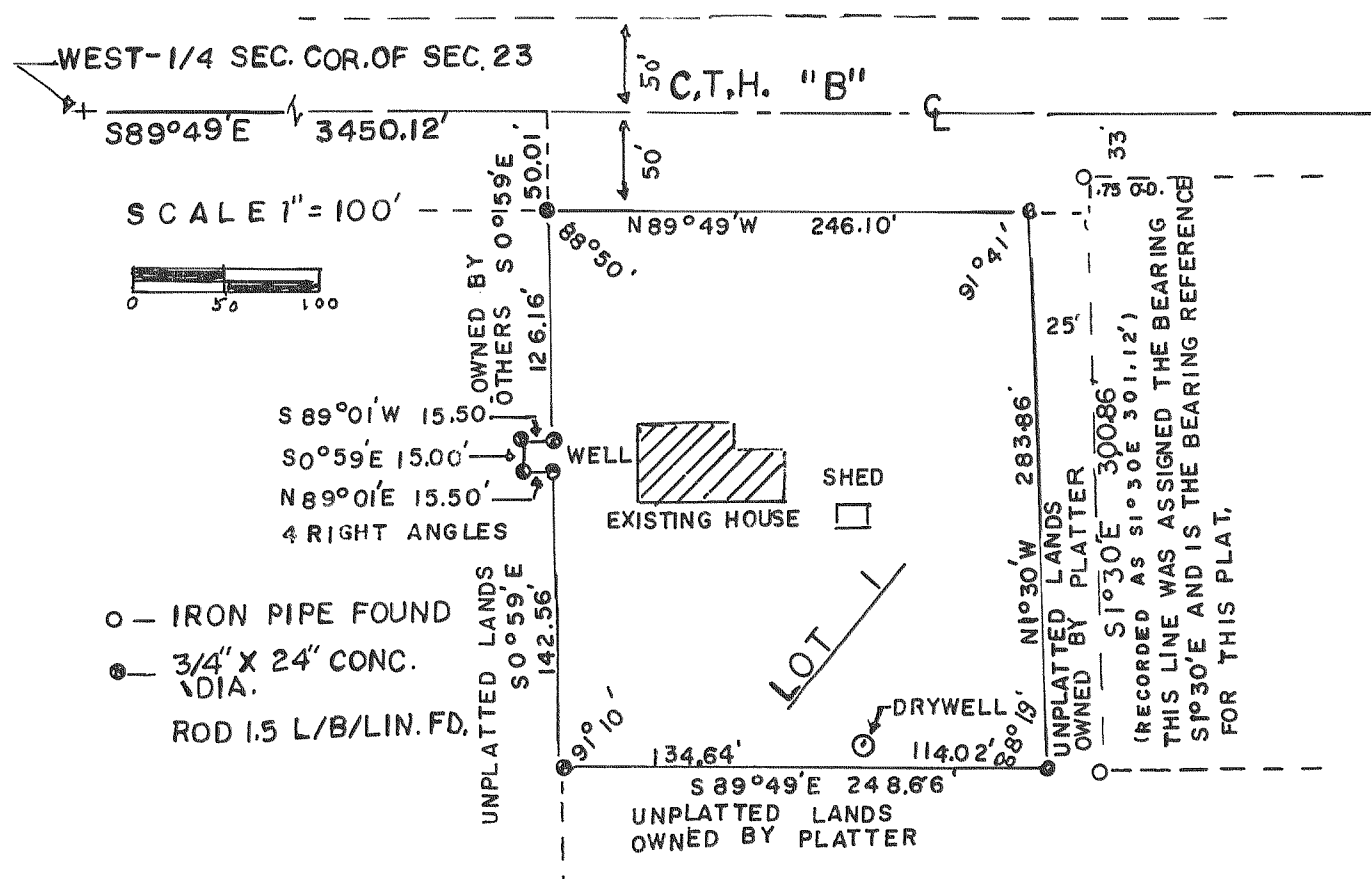 WEST-1/4 SEC. COR. OF SEC. 23
50'
C.T.H. "B"
CL
S89°49'E 3450.12'
50.01'
50'
33'
1.75 O.D.
SCALE 1" = 100'
0 50 100
N 89°49'W 246.10'
88°50'
91°41'
OWNED BY
OTHERS S 0°59'E
126.16'
25'
S 89°01'W 15.50'
S0°59'E 15.00'
N 89°01'E 15.50'
4 RIGHT ANGLES
WELL
EXISTING HOUSE
SHED
N1°30'W 283.86'
UNPLATTED LANDS
OWNED BY PLATTER
S1°30'E 300.86'
(RECORDED AS S1°30E 301.12')
THIS LINE WAS ASSIGNED THE BEARING
S1°30'E AND IS THE BEARING REFERENCE
FOR THIS PLAT.
O — IRON PIPE FOUND
3/4" X 24" CONC.
DIA.
ROD 1.5 L/B/LIN. FD.
UNPLATTED LANDS
S 0°59'E
142.56'
LOT 1
91°10'
DRYWELL
134.64'
114.02'
88°19'
S 89°49'E 248.66'
UNPLATTED LANDS
OWNED BY PLATTER